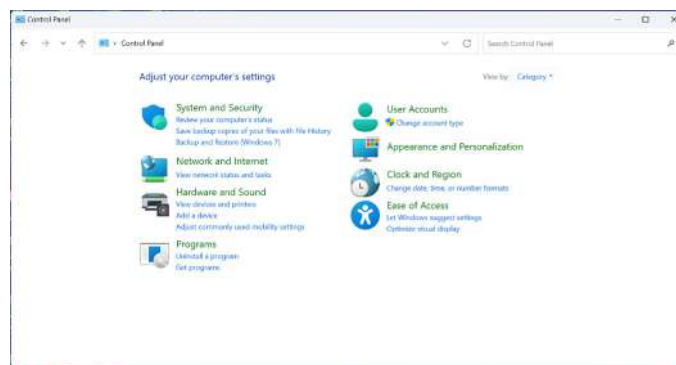 Control Panel
Control Panel
Search Control Panel
Adjust your computer's settings
View by: Category
System and Security
Review your computer's status
Save backup copies of your files with File History
Backup and Restore (Windows 7)
Network and Internet
View network status and tasks
Hardware and Sound
View devices and printers
Add a device
Adjust commonly used mobility settings
Programs
Uninstall a program
Get programs
User Accounts
Change account type
Appearance and Personalization
Clock and Region
Change date, time, or number formats
Ease of Access
Let Windows suggest settings
Optimize visual display